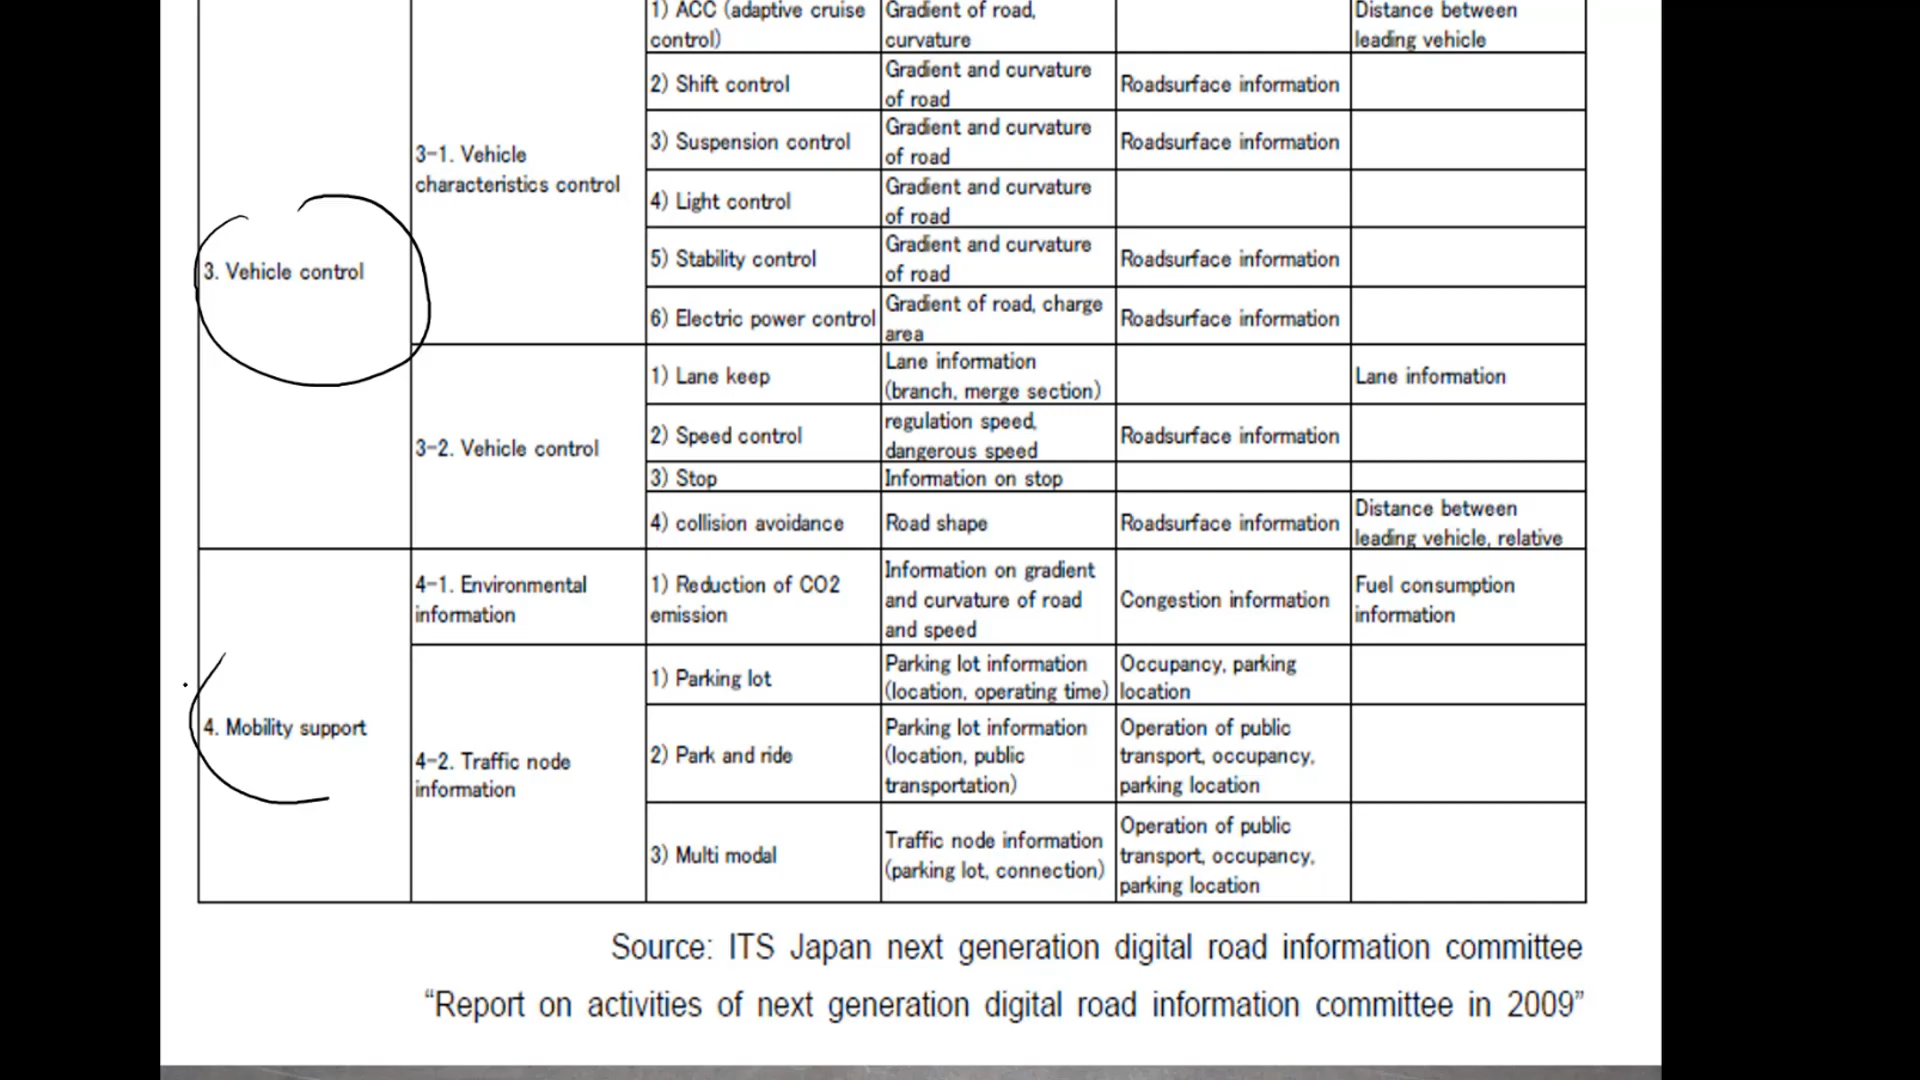 1) ACC (adaptive cruise
control)
Gradient of road,
curvature
Distance between
leading vehicle
2) Shift control
Gradient and curvature
of road
Roadsurface information
3-1. Vehicle
characteristics control
3) Suspension control
Gradient and curvature
of road
Roadsurface information
4) Light control
Gradient and curvature
of road
3. Vehicle control
5) Stability control
Gradient and curvature
of road
Roadsurface information
6) Electric power control
Gradient of road, charge
area
Roadsurface information
3-2. Vehicle control
1) Lane keep
Lane information
(branch, merge section)
Lane information
2) Speed control
regulation speed,
dangerous speed
Roadsurface information
3) Stop
Information on stop
4) collision avoidance
Road shape
Roadsurface information
Distance between
leading vehicle, relative
4. Mobility support
4-1. Environmental
information
1) Reduction of CO2
emission
Information on gradient
and curvature of road
and speed
Congestion information
Fuel consumption
information
4-2. Traffic node
information
1) Parking lot
Parking lot information
(location, operating time)
Occupancy, parking
location
2) Park and ride
Parking lot information
(location, public
transportation)
Operation of public
transport, occupancy,
parking location
3) Multi modal
Traffic node information
(parking lot, connection)
Operation of public
transport, occupancy,
parking location
Source: ITS Japan next generation digital road information committee
“Report on activities of next generation digital road information committee in 2009”